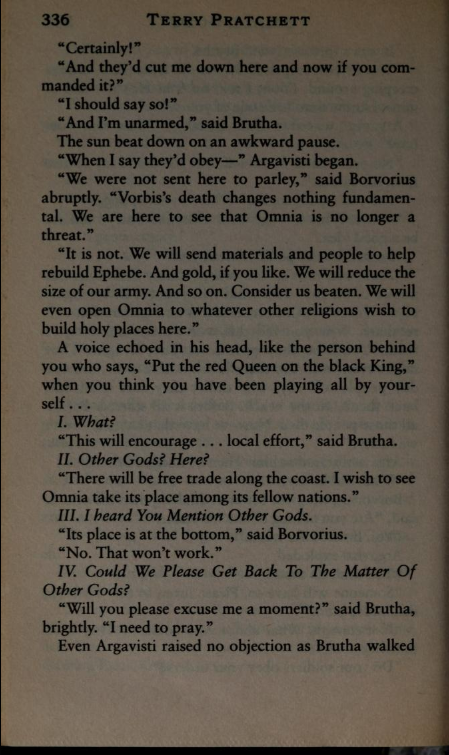 336 TERRY PRATCHETT
“Certainly!”
“And they’d cut me down here and now if you com-
manded it?”
“I should say so!”
“And I’m unarmed,” said Brutha.
The sun beat down on an awkward pause.
“When I say they’d obey—” Argavisti began.
“We were not sent here to parley,” said Borvorius
abruptly. “Vorbis’s death changes nothing fundamen-
tal. We are here to see that Omnia is no longer a
threat.”
“It is not. We will send materials and people to help
rebuild Ephebe. And gold, if you like. We will reduce the
size of our army. And so on. Consider us beaten. We will
even open Omnia to whatever other religions wish to
build holy places here.”
A voice echoed in his head, like the person behind
you who says, “Put the red Queen on the black King,”
when you think you have been playing all by your-
self . . .
I. What?
“This will encourage . . . local effort,” said Brutha.
II. Other Gods? Here?
“There will be free trade along the coast. I wish to see
Omnia take its place among its fellow nations.”
III. I heard You Mention Other Gods.
“Its place is at the bottom,” said Borvorius.
“No. That won’t work.”
IV. Could We Please Get Back To The Matter Of
Other Gods?
“Will you please excuse me a moment?” said Brutha,
brightly. “I need to pray.”
Even Argavisti raised no objection as Brutha walked